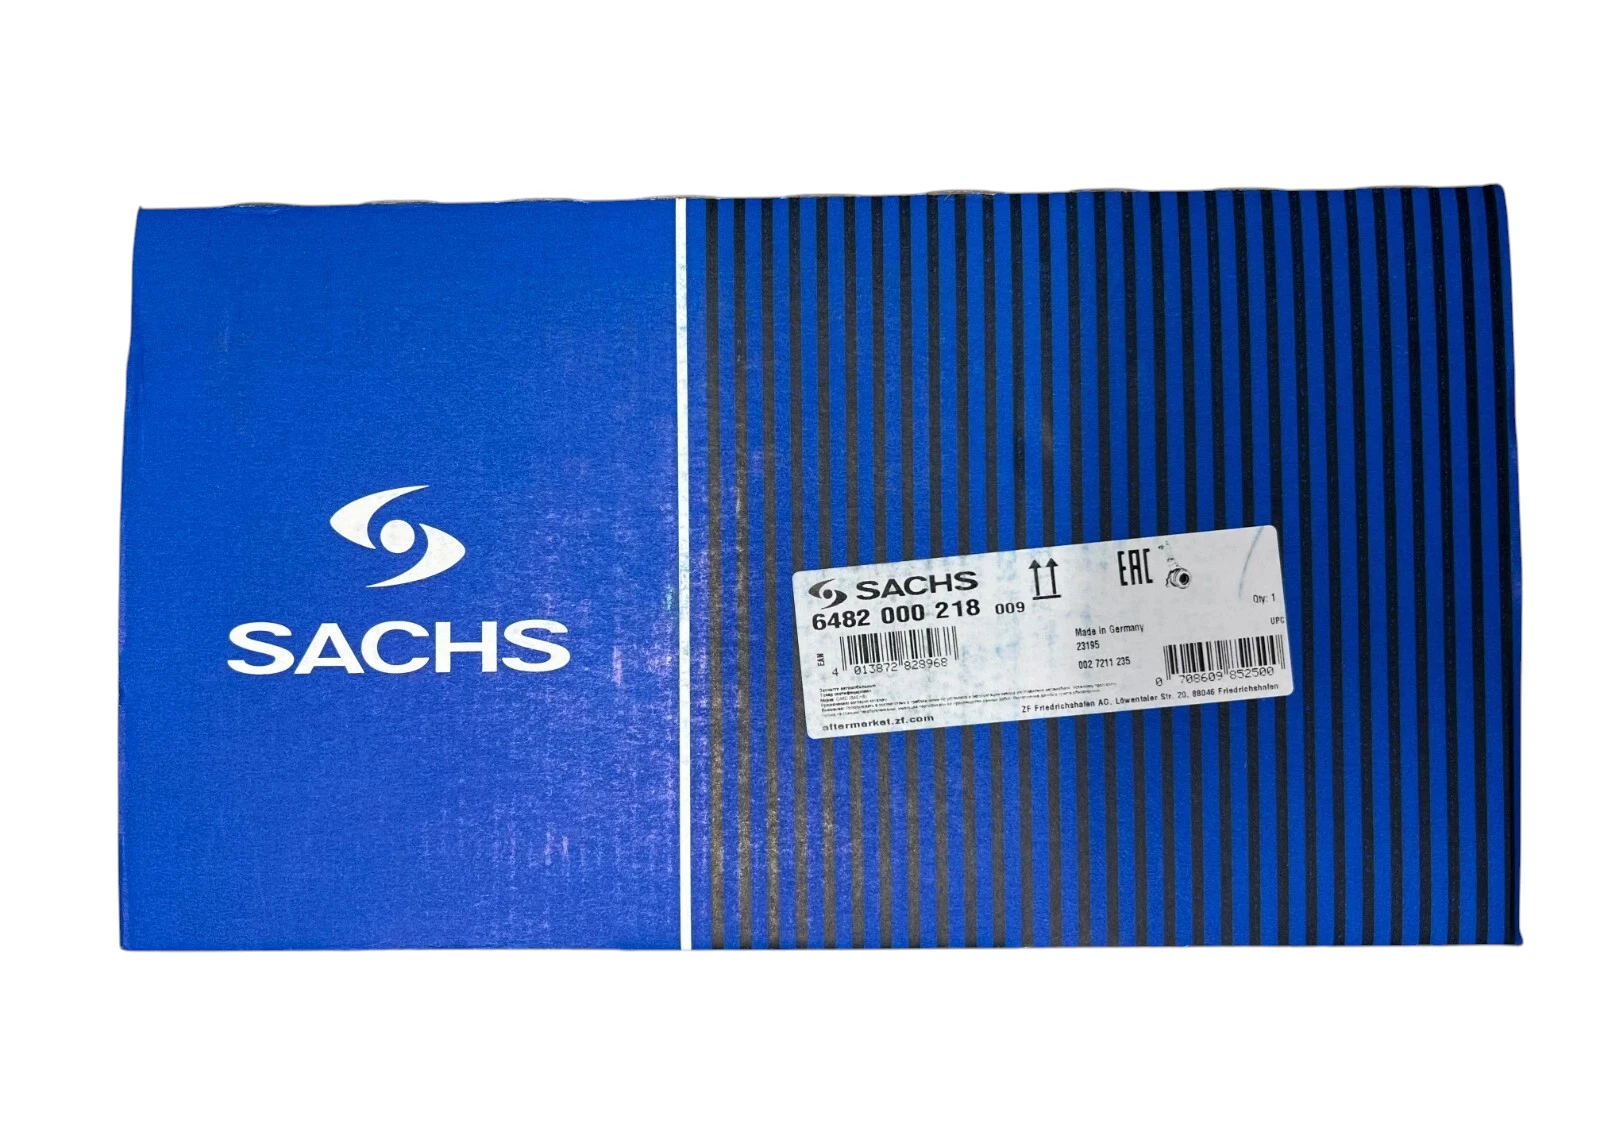 SACHS
SACHS
6482 000 218 009
EAC
Qty: 1
EAN
4 013872 828968
Made in Germany
23195
002 7211 235
UPC
0 708609 852500
aftermarket.zf.com
ZF Friedrichshafen AG, Löwentaler Str. 20, 88046 Friedrichshafen